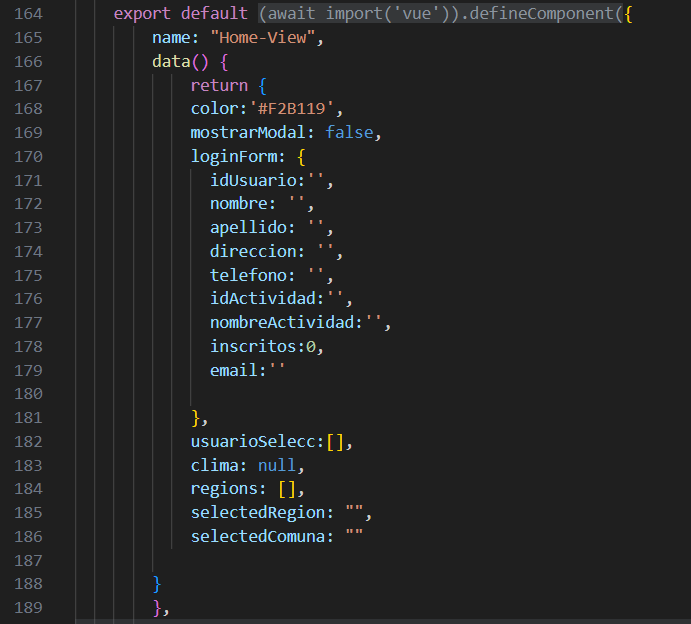 164 export default (await import('vue')).defineComponent({
165 name: "Home-View",
166 data() {
167 return {
168 color:'#F2B119',
169 mostrarModal: false,
170 loginForm: {
171 idUsuario:'',
172 nombre: '',
173 apellido: '',
174 direccion: '',
175 telefono: '',
176 idActividad:'',
177 nombreActividad:'',
178 inscritos:0,
179 email:''
180
181 },
182 usuarioSelecc:[],
183 clima: null,
184 regions: [],
185 selectedRegion: "",
186 selectedComuna: ""
187
188 }
189 },